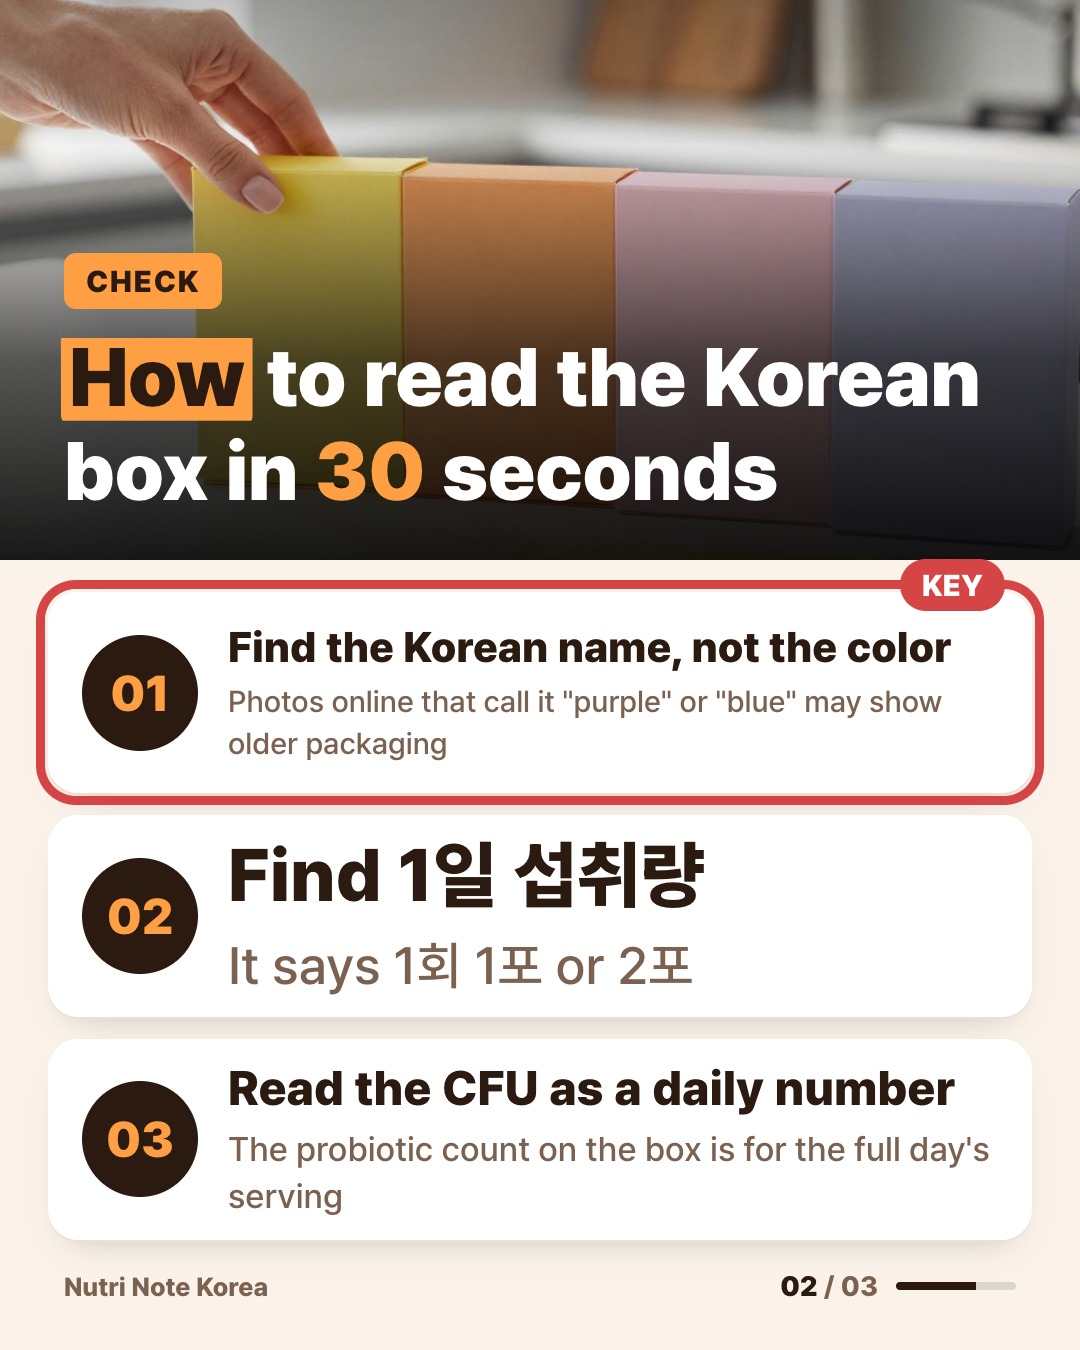 CHECK
How to read the Korean
box in 30 seconds
KEY
01
Find the Korean name, not the color
Photos online that call it "purple" or "blue" may show
older packaging
02
Find 1일 섭취량
It says 1회 1포 or 2포
03
Read the CFU as a daily number
The probiotic count on the box is for the full day's
serving
Nutri Note Korea
02 / 03